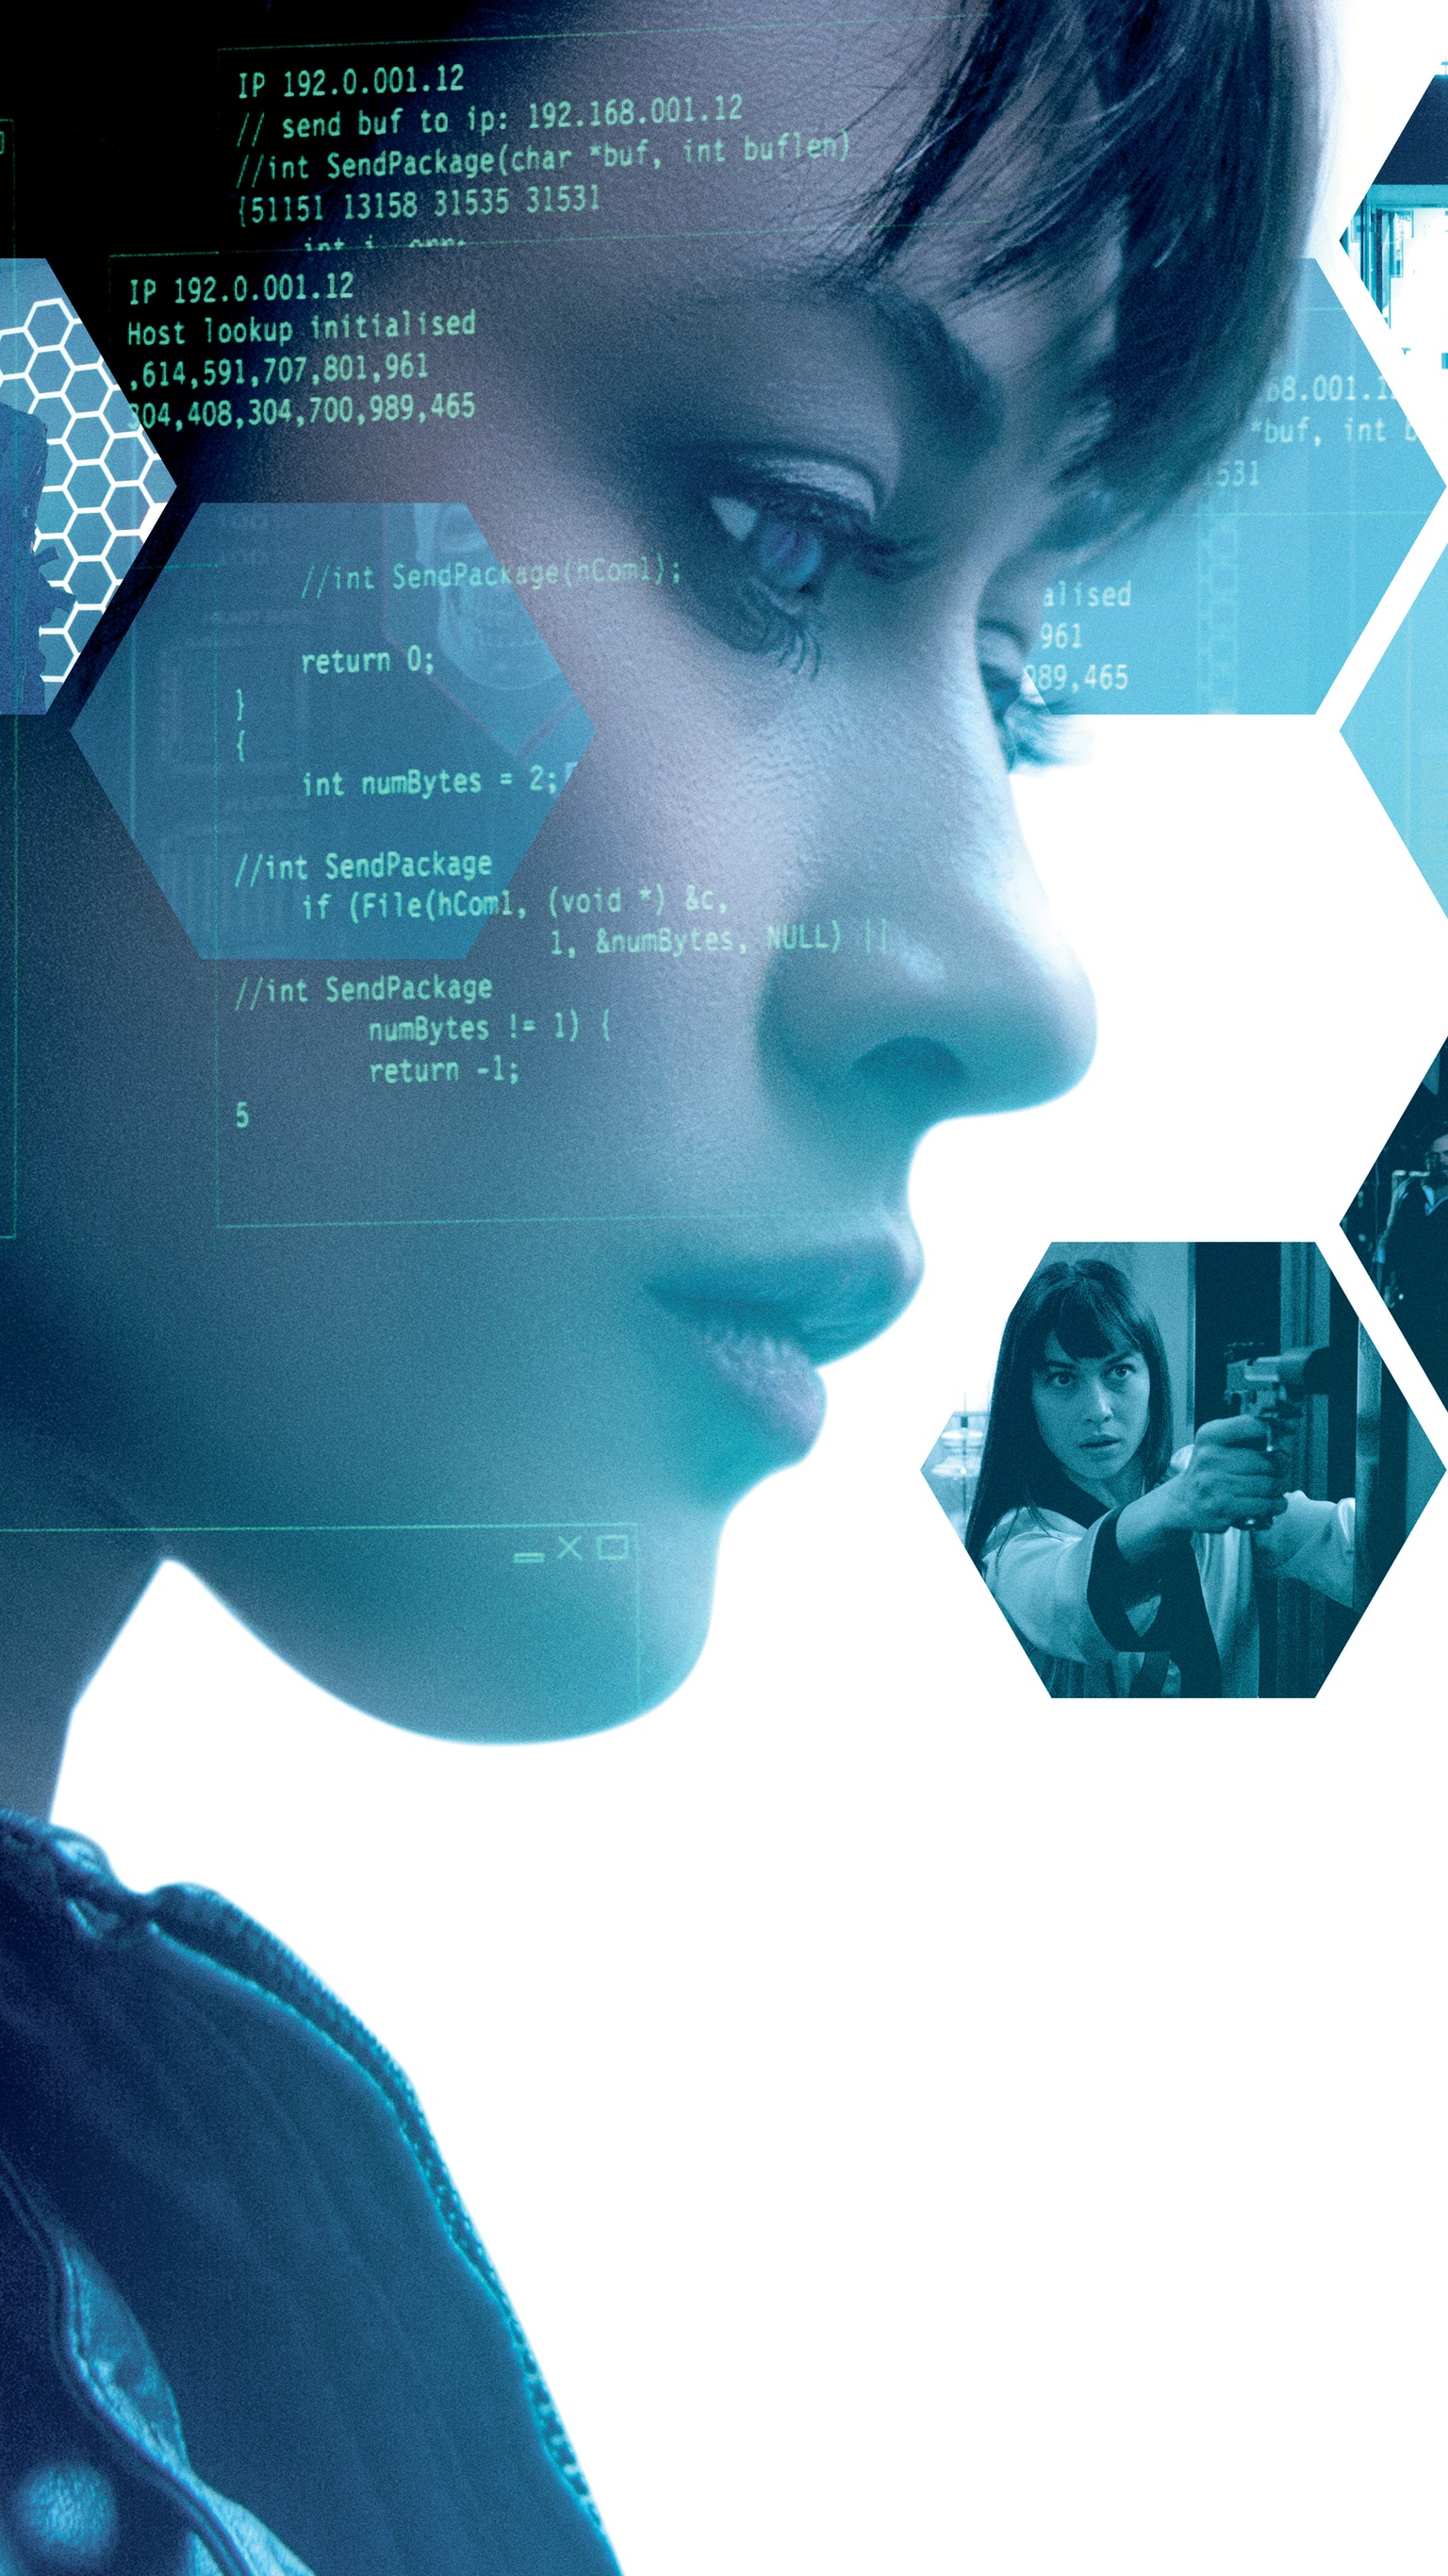 IP 192.0.001.12
// send buf to ip: 192.168.001.12
//int SendPackage(char *buf, int buflen)
{51151 13158 31535 31531
int i
IP 192.0.001.12
Host lookup initialised
,614,591,707,801,961
304,408,304,700,989,465
68.001.1
*buf, int b
1531
//int SendPackage(hCom1);
alised
961
989,465
return 0;
}
{
int numBytes = 2;
//int SendPackage
if (File(hCom1, (void *) &c,
1, &numBytes, NULL) ||
//int SendPackage
numBytes != 1) {
return -1;
5